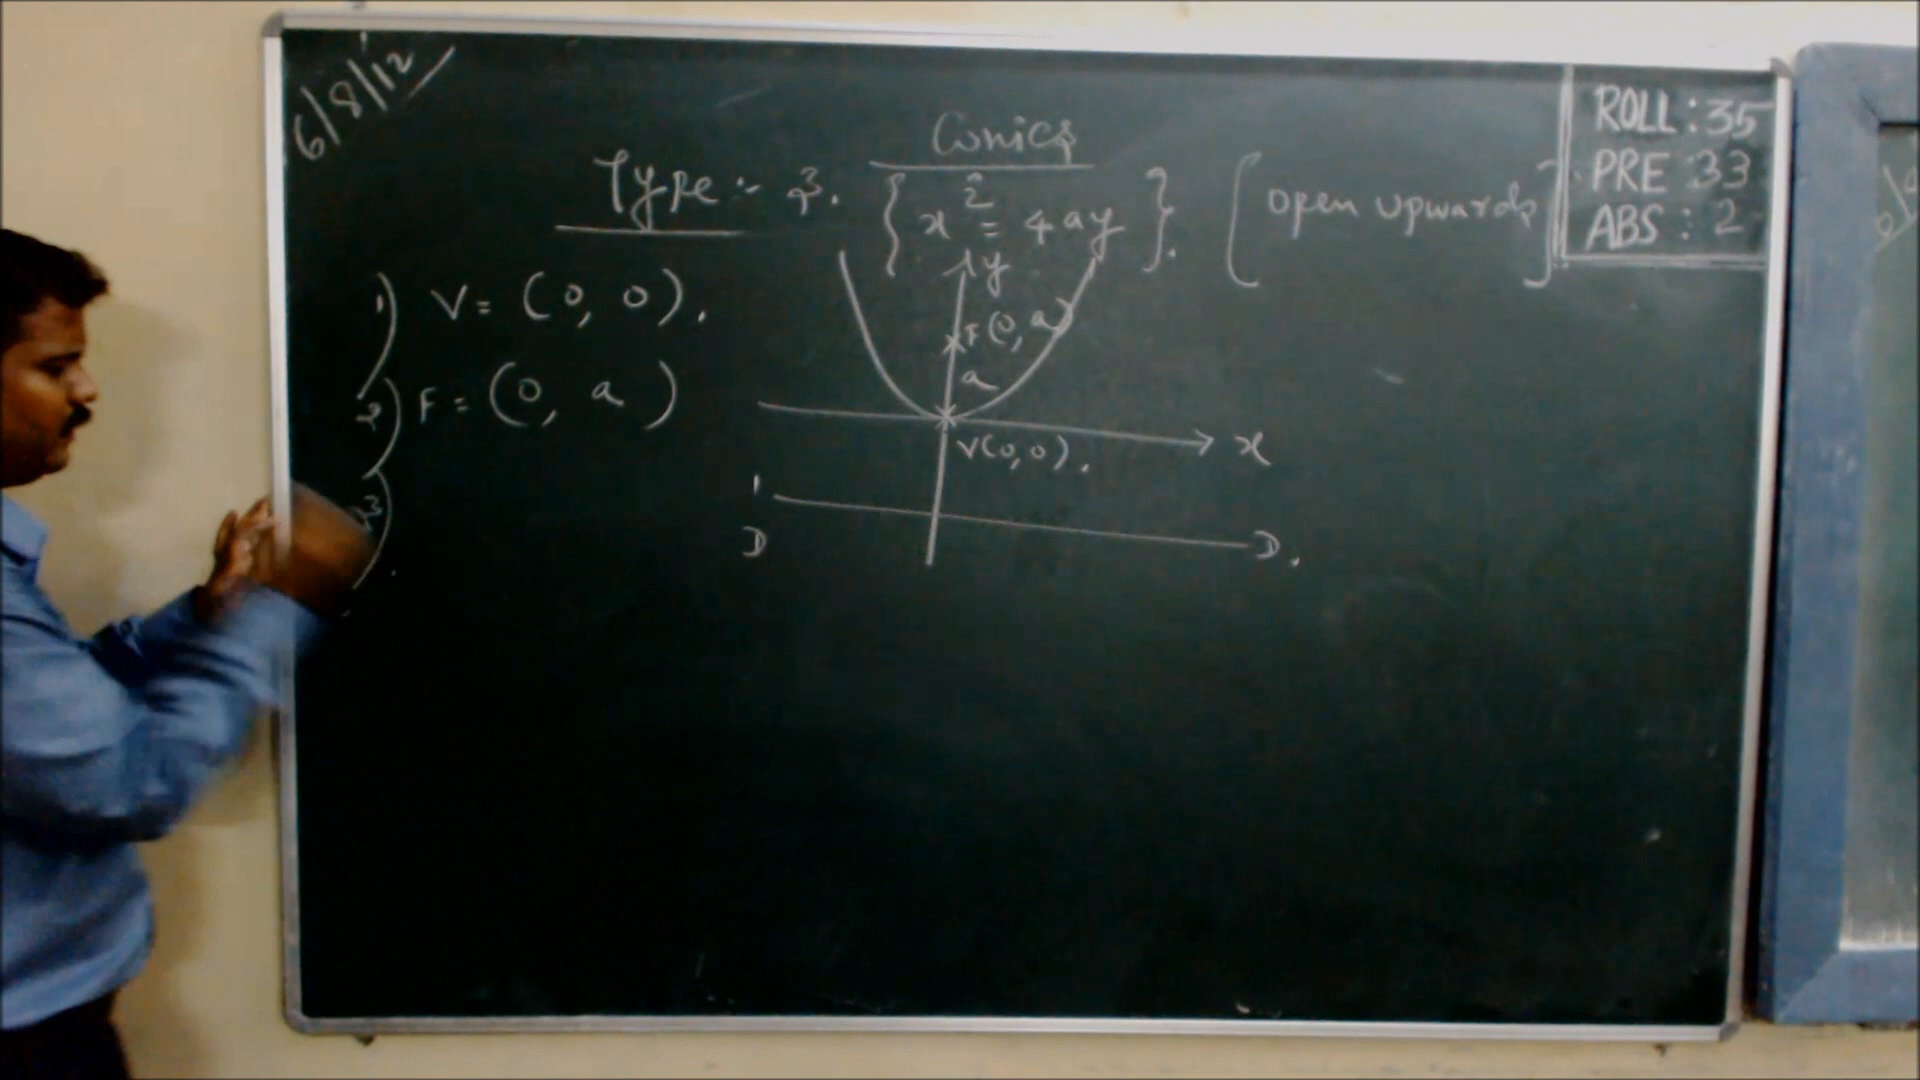 6/8/12
Conics
Type :- 3. { x² = 4ay }. [open upwards]
ROLL : 35
PRE : 33
ABS : 2
1) V = (0, 0).
2) F = (0, a)
3)
y
F(0, a)
a
V(0,0).
x
D' D.